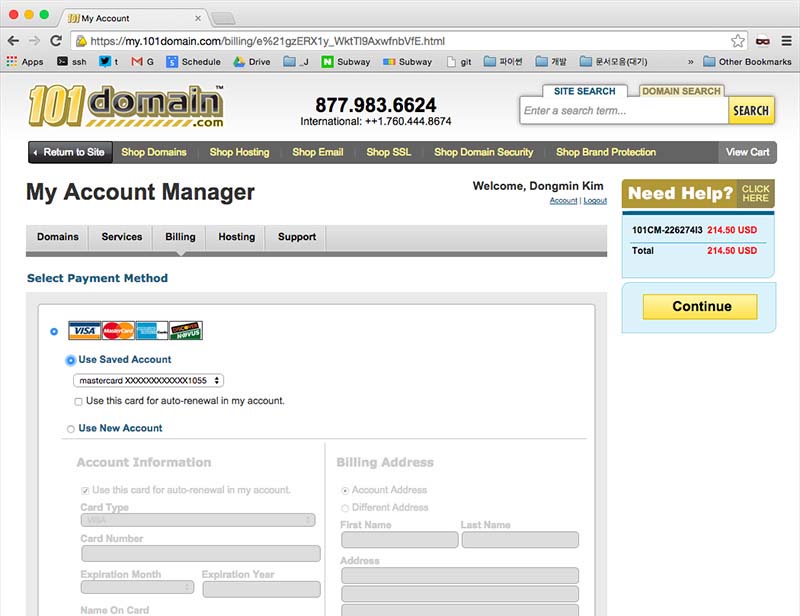 101 My Account
https://my.101domain.com/billing/e%21gzERX1y_WktTl9AxwfnbVfE.html
Apps ssh t G Schedule Drive _J N Subway Subway git 파이썬 개발 문서모음(대기) » Other Bookmarks
101domain™
.com
877.983.6624
International: ++1.760.444.8674
SITE SEARCH DOMAIN SEARCH
Enter a search term... SEARCH
Return to Site Shop Domains Shop Hosting Shop Email Shop SSL Shop Domain Security Shop Brand Protection View Cart
My Account Manager
Welcome, Dongmin Kim
Account | Logout
Need Help? CLICK HERE
Domains Services Billing Hosting Support
101CM-226274I3 214.50 USD
Total 214.50 USD
Continue
Select Payment Method
VISA MasterCard DISCOVER NOVUS
Use Saved Account
mastercard XXXXXXXXXXXX1055
Use this card for auto-renewal in my account.
Use New Account
Account Information
Use this card for auto-renewal in my account.
Card Type
VISA
Card Number
Expiration Month Expiration Year
Name On Card
Billing Address
Account Address
Different Address
First Name Last Name
Address